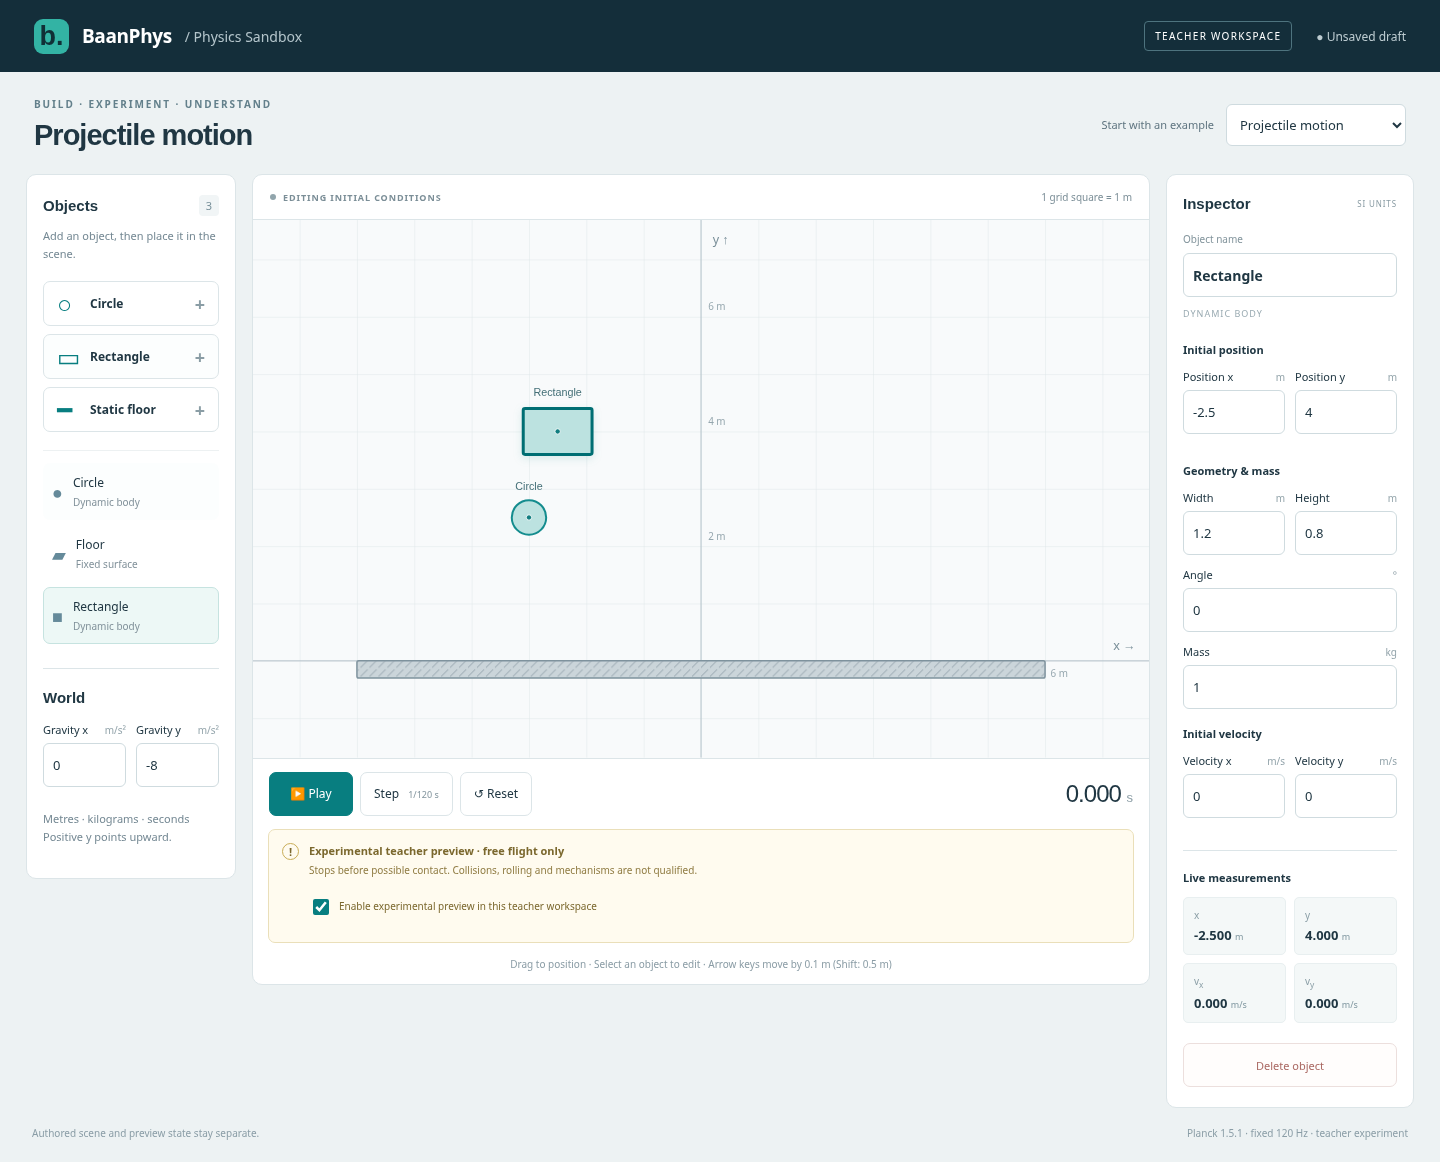 b. BaanPhys / Physics Sandbox
TEACHER WORKSPACE
● Unsaved draft
BUILD · EXPERIMENT · UNDERSTAND
Projectile motion
Start with an example
Projectile motion
Objects
3
Add an object, then place it in the
scene.
Circle +
Rectangle +
Static floor +
Circle
Dynamic body
Floor
Fixed surface
Rectangle
Dynamic body
World
Gravity x m/s²
Gravity y m/s²
0
-8
Metres · kilograms · seconds
Positive y points upward.
EDITING INITIAL CONDITIONS
1 grid square = 1 m
y ↑
6 m
Rectangle
4 m
Circle
2 m
x →
6 m
▶ Play
Step 1/120 s
↺ Reset
0.000 s
! Experimental teacher preview · free flight only
Stops before possible contact. Collisions, rolling and mechanisms are not qualified.
Enable experimental preview in this teacher workspace
Drag to position · Select an object to edit · Arrow keys move by 0.1 m (Shift: 0.5 m)
Inspector
SI UNITS
Object name
Rectangle
DYNAMIC BODY
Initial position
Position x m
Position y m
-2.5
4
Geometry & mass
Width m
Height m
1.2
0.8
Angle °
0
Mass kg
1
Initial velocity
Velocity x m/s
Velocity y m/s
0
0
Live measurements
x
-2.500 m
y
4.000 m
vx
0.000 m/s
vy
0.000 m/s
Delete object
Authored scene and preview state stay separate.
Planck 1.5.1 · fixed 120 Hz · teacher experiment